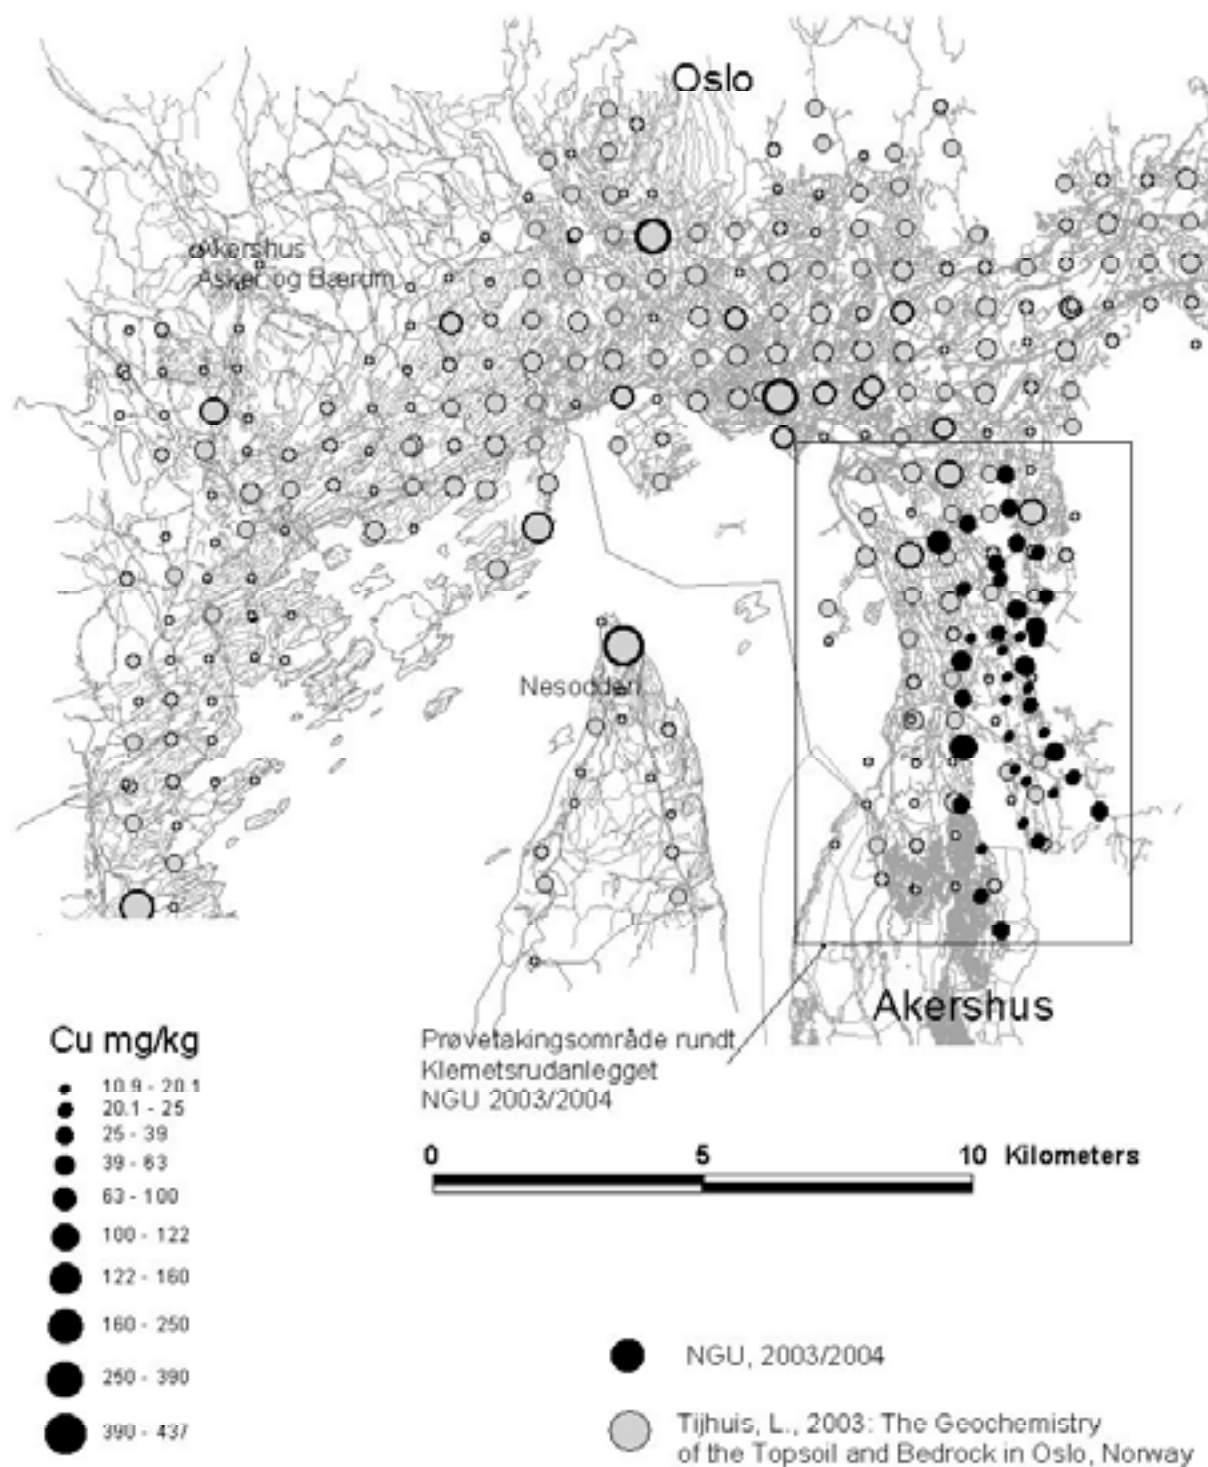 Oslo
Akershus
Asker og Bærum
Nesodden
Akershus
Prøvetakingsområde rundt
Klemetsrudanlegget
NGU 2003/2004
Cu mg/kg
10.9 - 20.1
20.1 - 25
25 - 39
39 - 63
63 - 100
100 - 122
122 - 160
160 - 250
250 - 390
390 - 437
0 5 10 Kilometers
NGU, 2003/2004
Tijhuis, L., 2003: The Geochemistry
of the Topsoil and Bedrock in Oslo, Norway